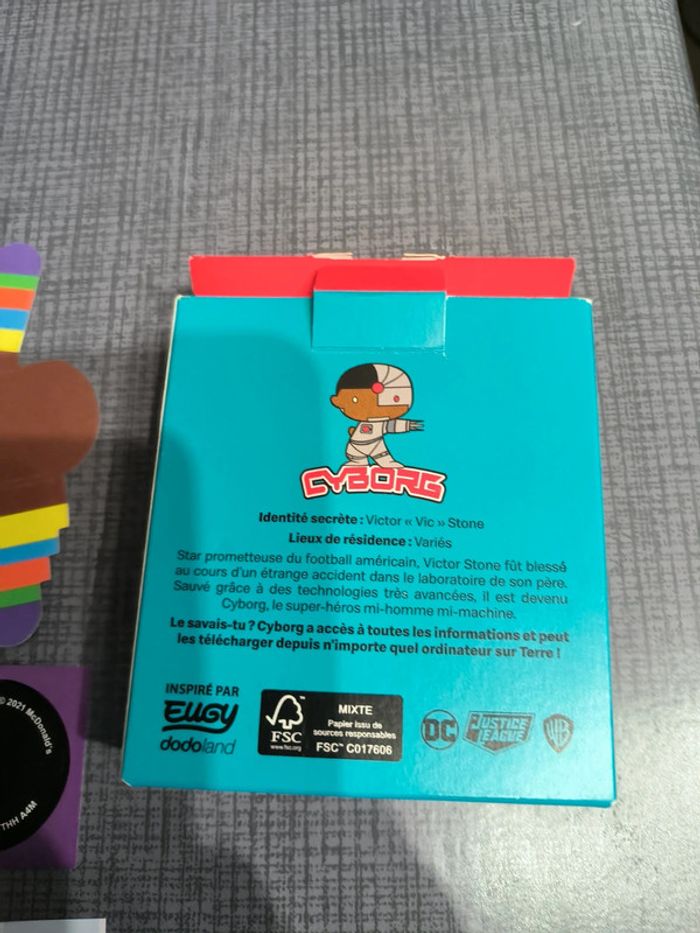 CYBORG
Identité secrète : Victor « Vic » Stone
Lieux de résidence : Variés
Star prometteuse du football américain, Victor Stone fût blessé
au cours d'un étrange accident dans le laboratoire de son père.
Sauvé grâce à des technologies très avancées, il est devenu
Cyborg, le super-héros mi-homme mi-machine.
Le savais-tu ? Cyborg a accès à toutes les informations et peut
les télécharger depuis n'importe quel ordinateur sur Terre !
INSPIRÉ PAR
EUGY
dodoland
FSC™
www.fsc.org
MIXTE
Papier issu de
sources responsables
FSC™ C017606
DC
JUSTICE
LEAGUE
WB
© 2021 McDonald's
THH A4M